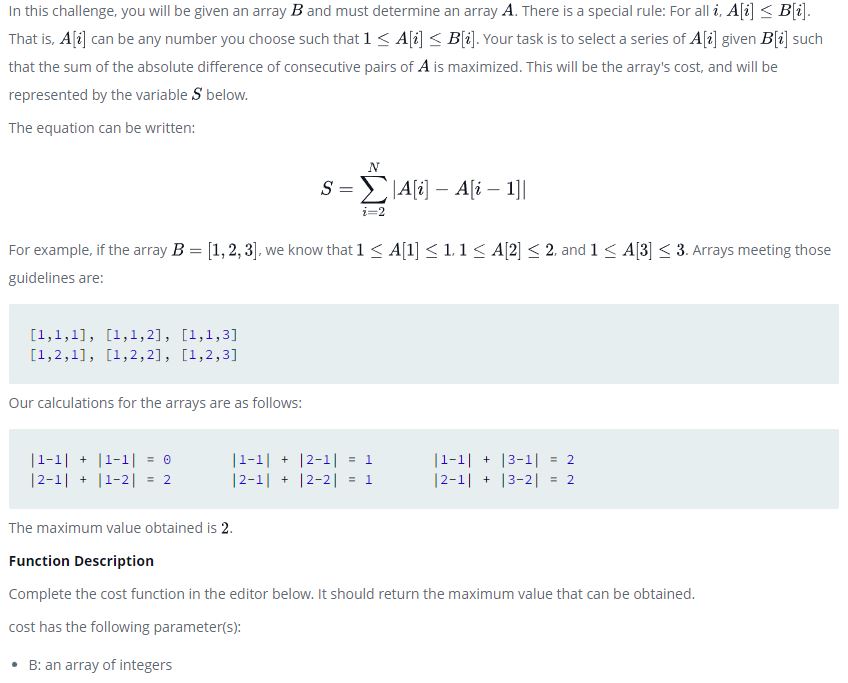 In this challenge, you will be given an array B and must determine an array A. There is a special rule: For all i, A[i] ≤ B[i].
That is, A[i] can be any number you choose such that 1 ≤ A[i] ≤ B[i]. Your task is to select a series of A[i] given B[i] such
that the sum of the absolute difference of consecutive pairs of A is maximized. This will be the array's cost, and will be
represented by the variable S below.
The equation can be written:
S = ∑_{i=2}^{N} |A[i] − A[i − 1]|
For example, if the array B = [1, 2, 3], we know that 1 ≤ A[1] ≤ 1, 1 ≤ A[2] ≤ 2, and 1 ≤ A[3] ≤ 3. Arrays meeting those
guidelines are:
[1,1,1], [1,1,2], [1,1,3]
[1,2,1], [1,2,2], [1,2,3]
Our calculations for the arrays are as follows:
|1-1| + |1-1| = 0 |1-1| + |2-1| = 1 |1-1| + |3-1| = 2
|2-1| + |1-2| = 2 |2-1| + |2-2| = 1 |2-1| + |3-2| = 2
The maximum value obtained is 2.
Function Description
Complete the cost function in the editor below. It should return the maximum value that can be obtained.
cost has the following parameter(s):
• B: an array of integers